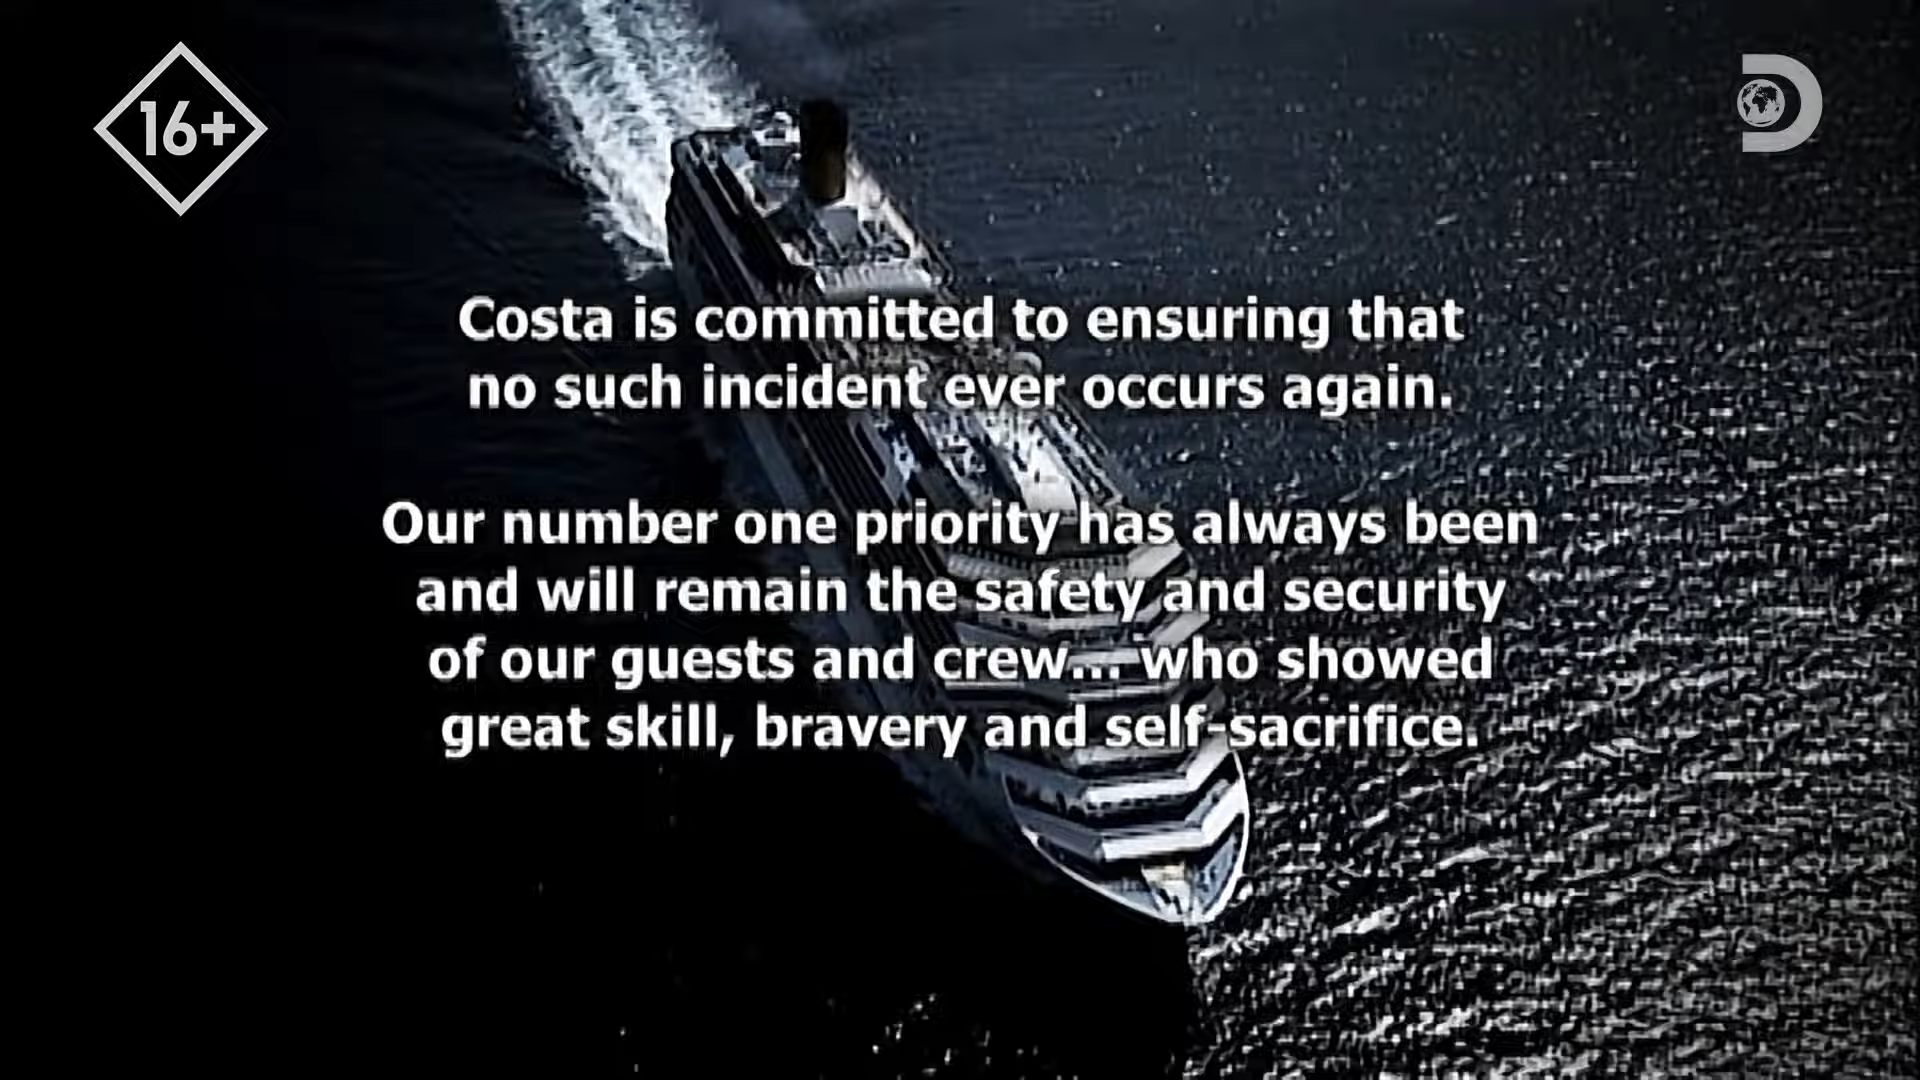 16+
Costa is committed to ensuring that
no such incident ever occurs again.
Our number one priority has always been
and will remain the safety and security
of our guests and crew... who showed
great skill, bravery and self-sacrifice.